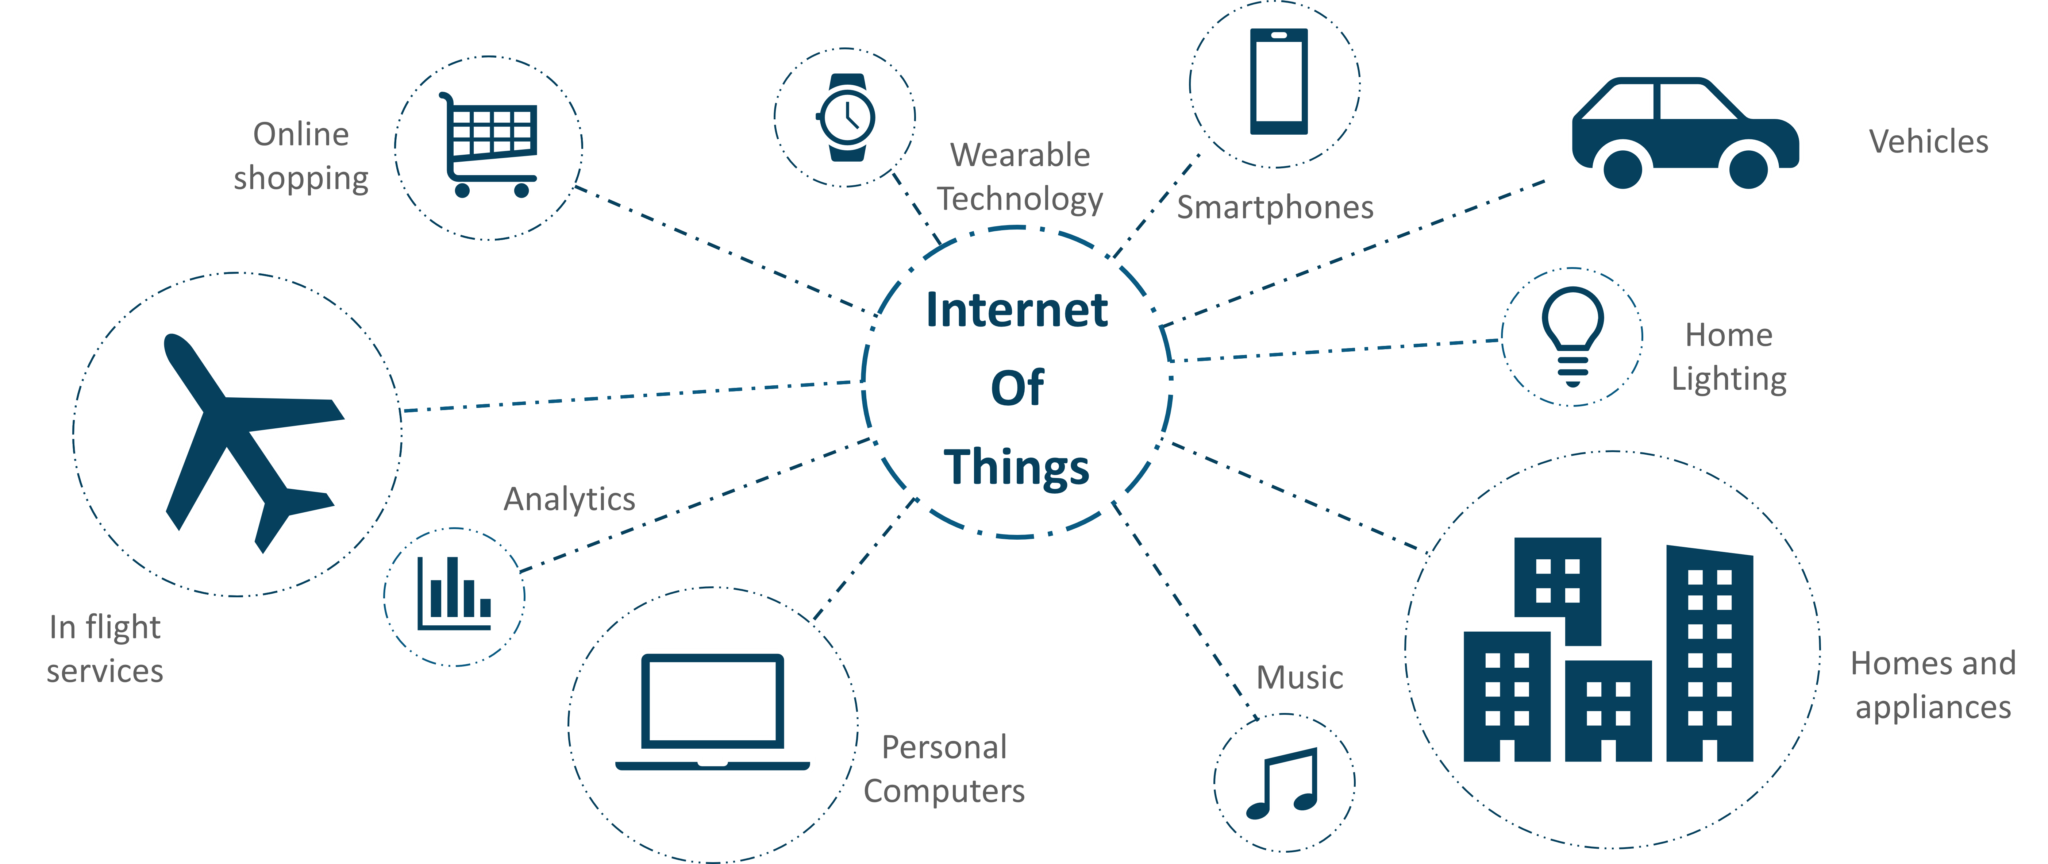 Online
shopping
Wearable
Technology
Smartphones
Vehicles
Internet
Of
Things
Home
Lighting
Analytics
In flight
services
Personal
Computers
Music
Homes and
appliances